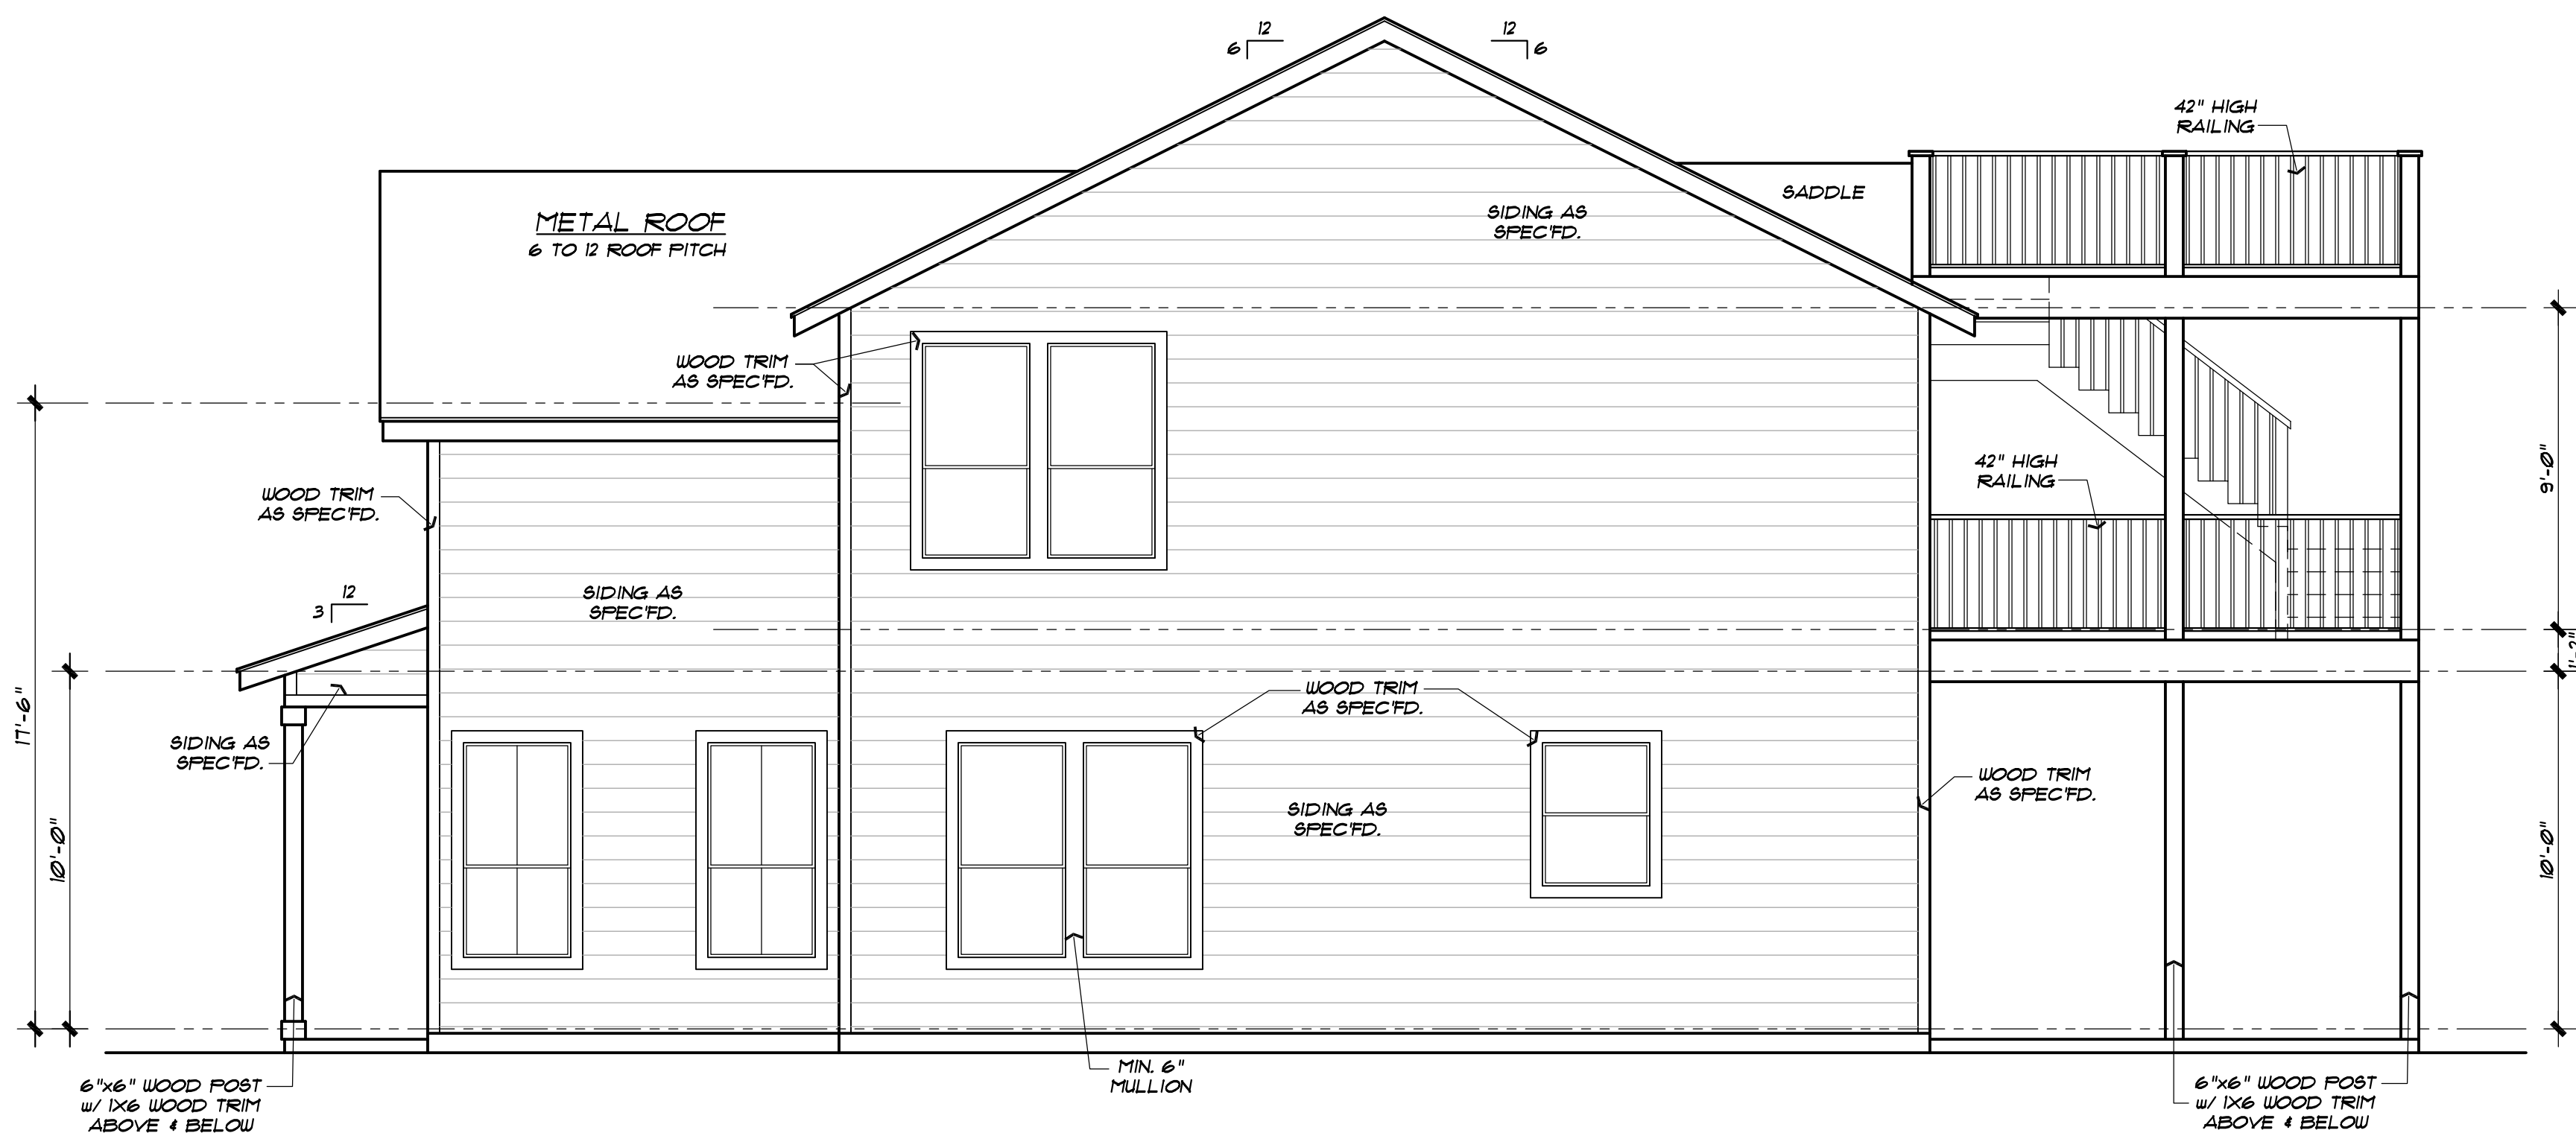 12
6
12
6
42" HIGH
RAILING
METAL ROOF
6 TO 12 ROOF PITCH
SADDLE
SIDING AS
SPEC'FD.
WOOD TRIM
AS SPEC'FD.
WOOD TRIM
AS SPEC'FD.
42" HIGH
RAILING
9'-0"
12
3
SIDING AS
SPEC'FD.
1'-2"
17'-6"
WOOD TRIM
AS SPEC'FD.
SIDING AS
SPEC'FD.
WOOD TRIM
AS SPEC'FD.
10'-0"
SIDING AS
SPEC'FD.
10'-0"
MIN. 6"
MULLION
6"x6" WOOD POST
w/ 1X6 WOOD TRIM
ABOVE & BELOW
6"x6" WOOD POST
w/ 1X6 WOOD TRIM
ABOVE & BELOW